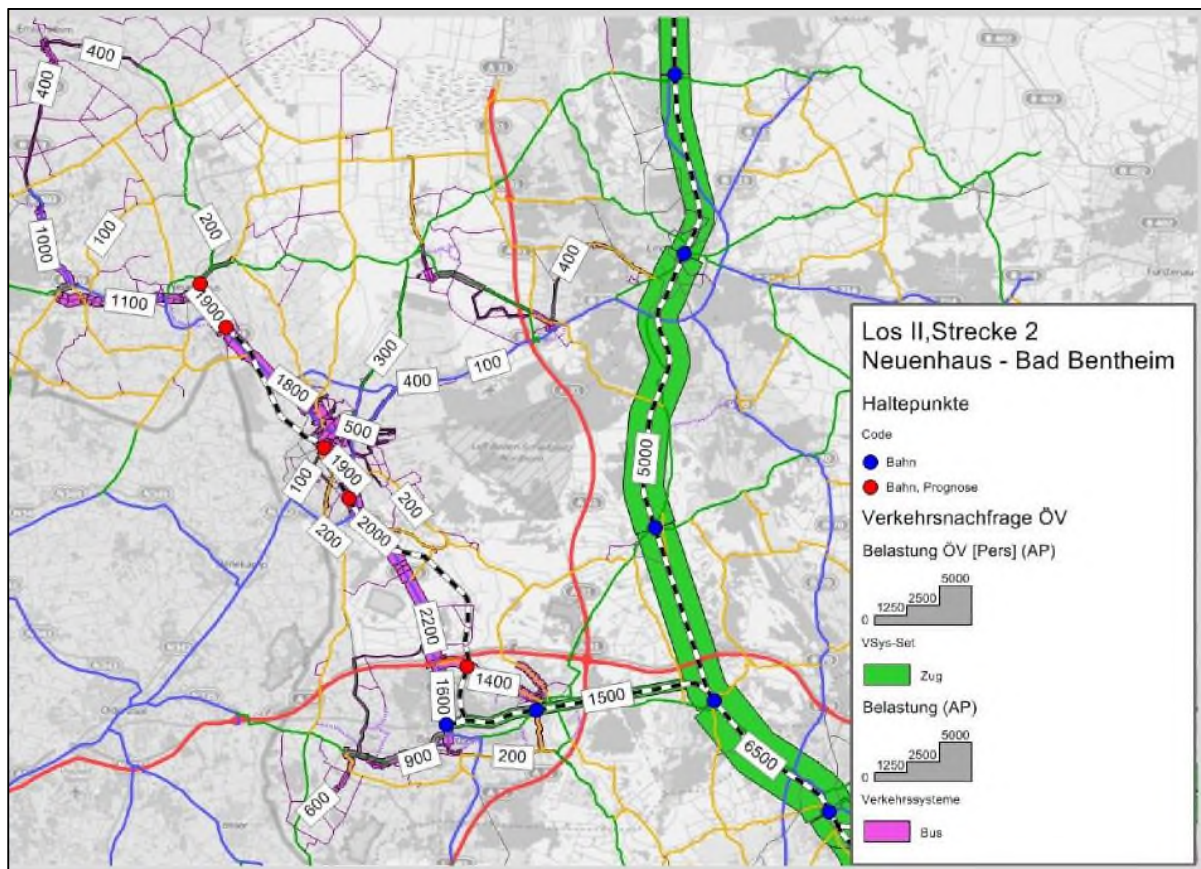 400
400
200
100
1000
1100
1900
1800
500
300
400
100
400
1900
100
200
200
2000
2200
1400
1600
1500
900
200
600
5000
6500
Los II,Strecke 2
Neuenhaus - Bad Bentheim
Haltepunkte
Code
Bahn
Bahn, Prognose
Verkehrsnachfrage ÖV
Belastung ÖV [Pers] (AP)
5000
2500
1250
0
VSys-Set
Zug
Belastung (AP)
5000
2500
1250
0
Verkehrssysteme
Bus